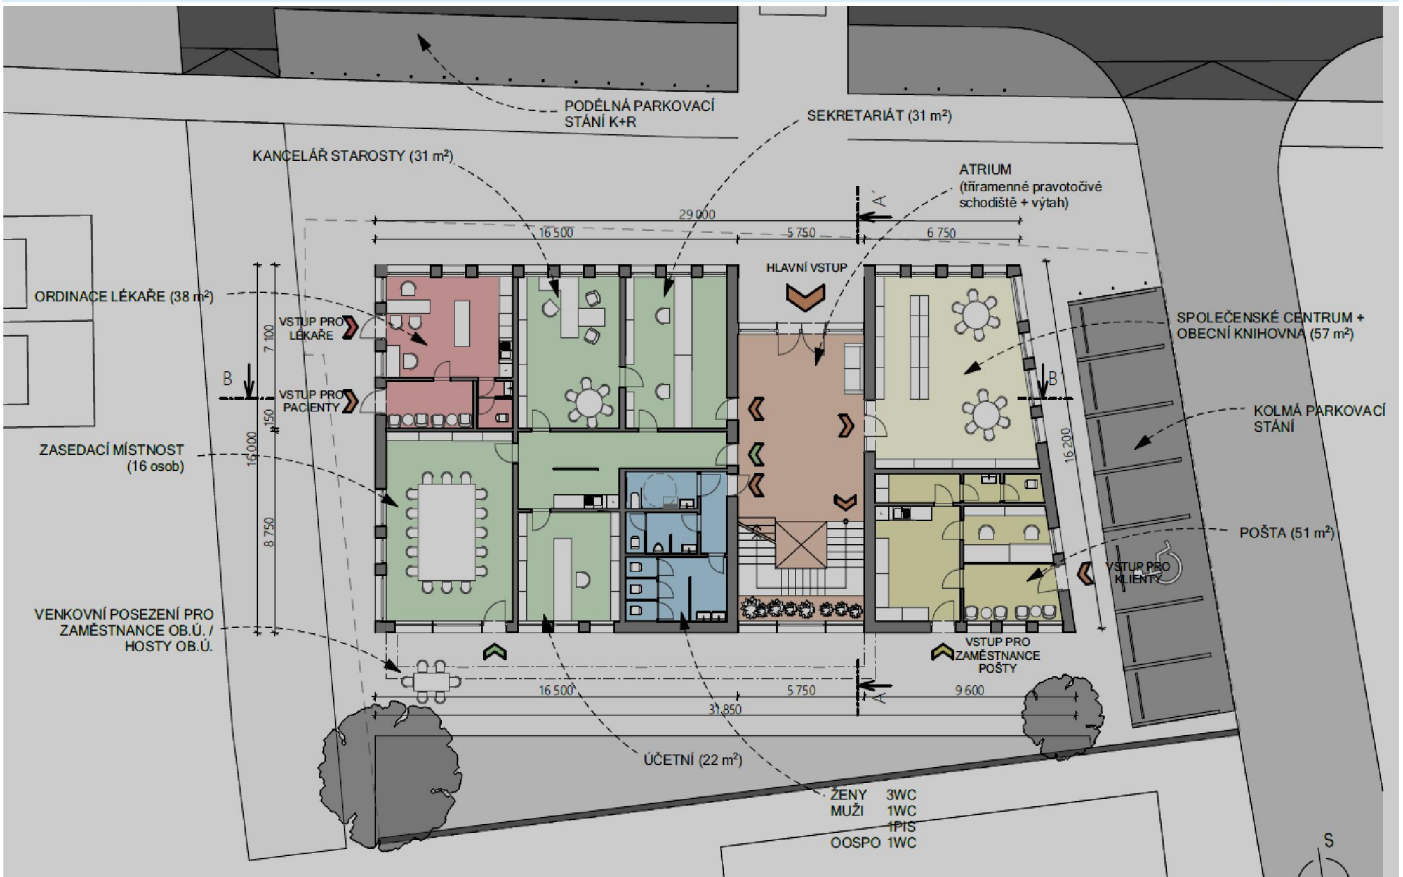 PODÉLNÁ PARKOVACÍ
STÁNÍ K+R
SEKRETARIÁT (31 m²)
KANCELÁŘ STAROSTY (31 m²)
ATRIUM
(tříramenné pravotočivé
schodiště + výtah)
A'
29 000
16 500
5 750
6 750
HLAVNÍ VSTUP
ORDINACE LÉKAŘE (38 m²)
VSTUP PRO
LÉKAŘE
7 100
SPOLEČENSKÉ CENTRUM +
OBECNÍ KNIHOVNA (57 m²)
B
B'
VSTUP PRO
PACIENTY
150
KOLMÁ PARKOVACÍ
STÁNÍ
ZASEDACÍ MÍSTNOST
(16 osob)
16 000
16 200
8 750
POŠTA (51 m²)
VSTUP PRO
KLIENTY
VENKOVNÍ POSEZENÍ PRO
ZAMĚSTNANCE OB.Ú. /
HOSTY OB.Ú.
VSTUP PRO
ZAMĚSTNANCE
POŠTY
16 500
5 750
9 600
A'
31 850
ÚČETNÍ (22 m²)
ŽENY 3WC
MUŽI 1WC
1PIS
OOSPO 1WC
S